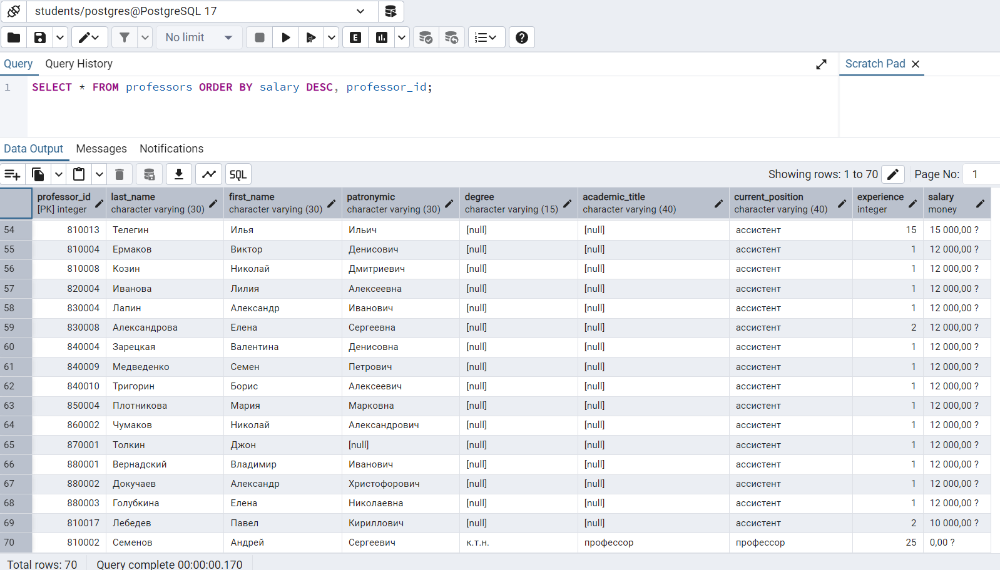 students/postgres@PostgreSQL 17
No limit
Query Query History Scratch Pad
1 SELECT * FROM professors ORDER BY salary DESC, professor_id;
Data Output Messages Notifications
SQL Showing rows: 1 to 70 Page No: 1
professor_id last_name first_name patronymic degree academic_title current_position experience salary
[PK] integer character varying (30) character varying (30) character varying (30) character varying (15) character varying (40) character varying (40) integer money
54 810013 Телегин Илья Ильич [null] [null] ассистент 15 15 000,00 ?
55 810004 Ермаков Виктор Денисович [null] [null] ассистент 1 12 000,00 ?
56 810008 Козин Николай Дмитриевич [null] [null] ассистент 1 12 000,00 ?
57 820004 Иванова Лилия Алексеевна [null] [null] ассистент 1 12 000,00 ?
58 830004 Лапин Александр Иванович [null] [null] ассистент 1 12 000,00 ?
59 830008 Александрова Елена Сергеевна [null] [null] ассистент 2 12 000,00 ?
60 840004 Зарецкая Валентина Денисовна [null] [null] ассистент 1 12 000,00 ?
61 840009 Медведенко Семен Петрович [null] [null] ассистент 1 12 000,00 ?
62 840010 Тригорин Борис Алексеевич [null] [null] ассистент 1 12 000,00 ?
63 850004 Плотникова Мария Марковна [null] [null] ассистент 1 12 000,00 ?
64 860002 Чумаков Николай Александрович [null] [null] ассистент 1 12 000,00 ?
65 870001 Толкин Джон [null] [null] [null] ассистент 1 12 000,00 ?
66 880001 Вернадский Владимир Иванович [null] [null] ассистент 1 12 000,00 ?
67 880002 Докучаев Александр Христофорович [null] [null] ассистент 1 12 000,00 ?
68 880003 Голубкина Елена Николаевна [null] [null] ассистент 1 12 000,00 ?
69 810017 Лебедев Павел Кириллович [null] [null] ассистент 2 10 000,00 ?
70 810002 Семенов Андрей Сергеевич к.т.н. профессор профессор 25 0,00 ?
Total rows: 70 Query complete 00:00:00.170